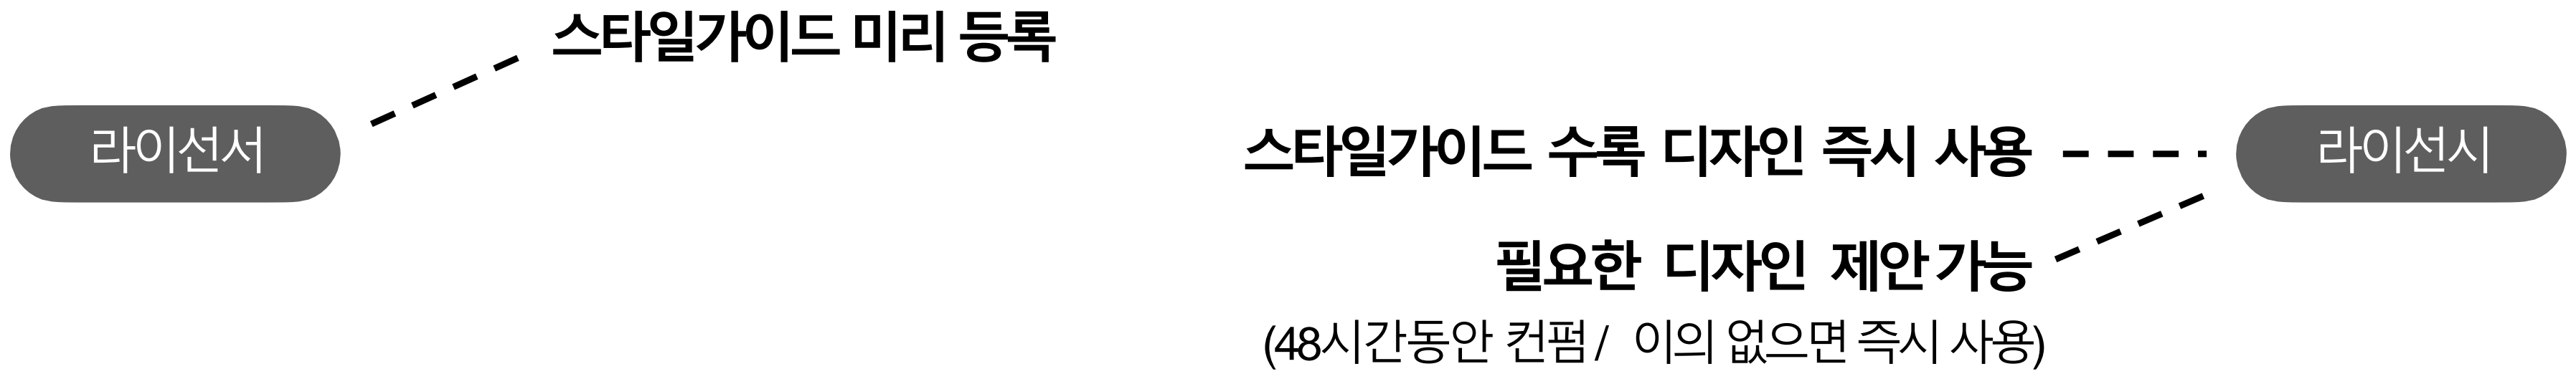 스타일가이드 미리 등록
라이선서
스타일가이드 수록 디자인 즉시 사용
라이선시
필요한 디자인 제안 가능
(48시간동안 컨펌 / 이의 없으면 즉시 사용)